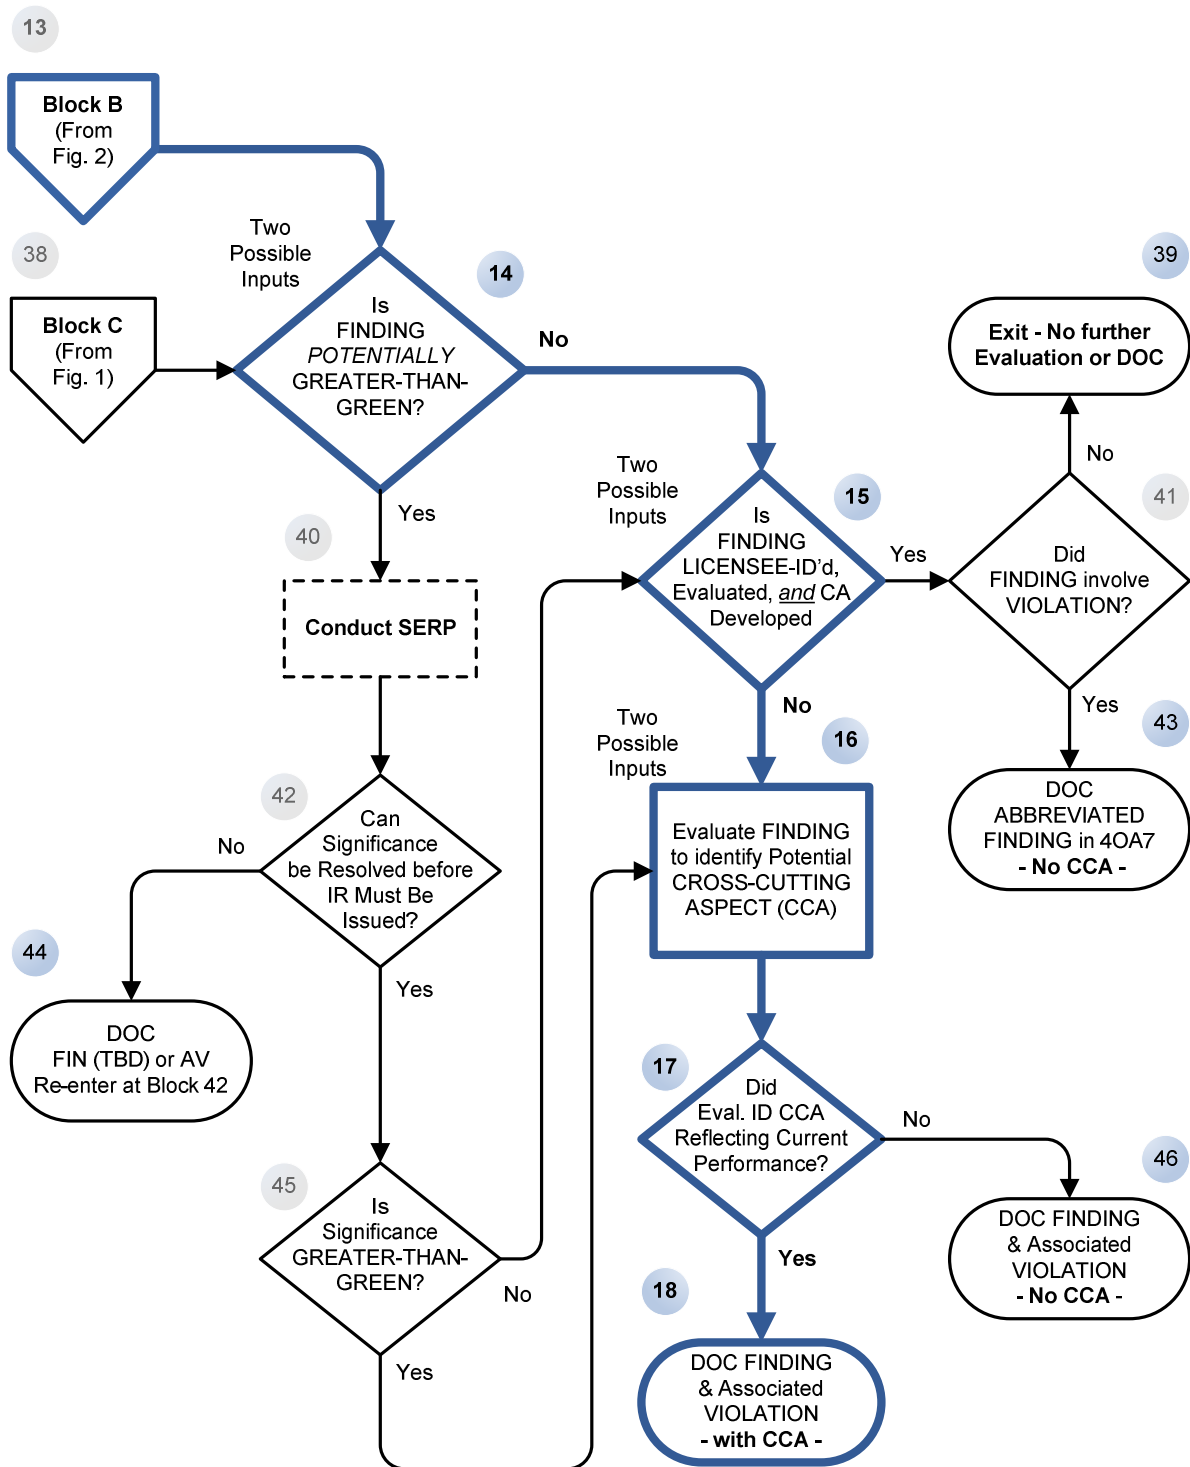 13
Block B
(From
Fig. 2)
38
Block C
(From
Fig. 1)
Two
Possible
Inputs
14
Is
FINDING
POTENTIALLY
GREATER-THAN-
GREEN?
No
Yes
40
Conduct SERP
42
Can
Significance
be Resolved before
IR Must Be
Issued?
No
44
DOC
FIN (TBD) or AV
Re-enter at Block 42
Yes
45
Is
Significance
GREATER-THAN-
GREEN?
No
Yes
Two
Possible
Inputs
15
Is
FINDING
LICENSEE-ID'd,
Evaluated, and CA
Developed
Yes
No
39
Exit - No further
Evaluation or DOC
No
41
Did
FINDING involve
VIOLATION?
Yes
43
DOC
ABBREVIATED
FINDING in 4OA7
- No CCA -
Two
Possible
Inputs
16
Evaluate FINDING
to identify Potential
CROSS-CUTTING
ASPECT (CCA)
17
Did
Eval. ID CCA
Reflecting Current
Performance?
No
46
DOC FINDING
& Associated
VIOLATION
- No CCA -
Yes
18
DOC FINDING
& Associated
VIOLATION
- with CCA -